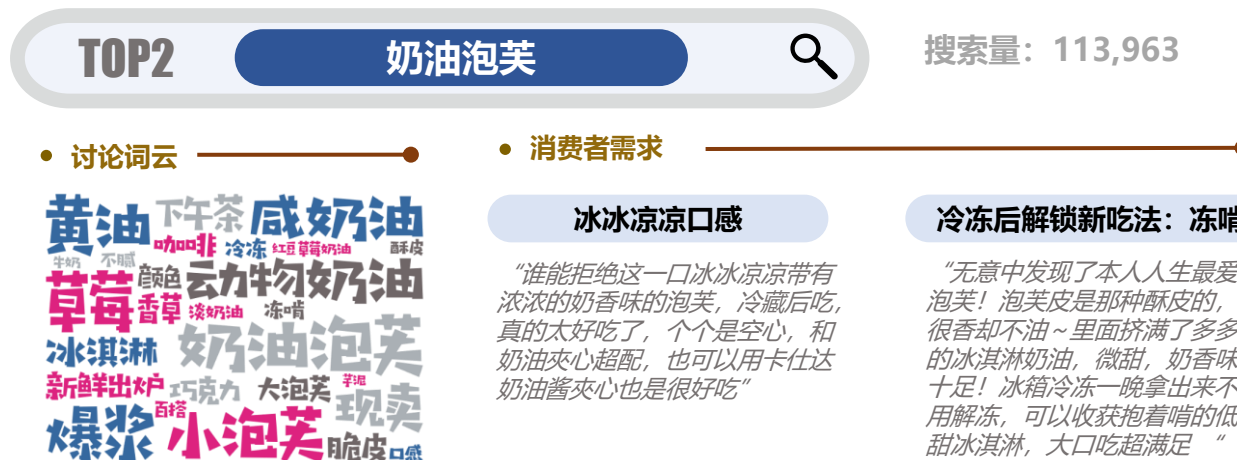 TOP2
奶油泡芙
搜索量：113,963
讨论词云
消费者需求
黄油 下午茶 咸奶油
咖啡 冷冻 红豆草莓奶油 酥皮
牛奶 不腻
草莓 颜色 动物奶油
香草 淡奶油 冻啃
冰淇淋 奶油泡芙
新鲜出炉 巧克力 大泡芙 芋泥
百搭 现卖
爆浆 小泡芙 脆皮 口感
冰冰凉凉口感
“谁能拒绝这一口冰冰凉凉带有
浓浓的奶香味的泡芙，冷藏后吃，
真的太好吃了，个个是空心，和
奶油夹心超配，也可以用卡仕达
奶油酱夹心也是很好吃”
冷冻后解锁新吃法：冻啃
“无意中发现了本人人生最爱
泡芙！泡芙皮是那种酥皮的，
很香却不油～里面挤满了多多
的冰淇淋奶油，微甜，奶香味
十足！冰箱冷冻一晚拿出来不
用解冻，可以收获抱着啃的低
甜冰淇淋，大口吃超满足 “